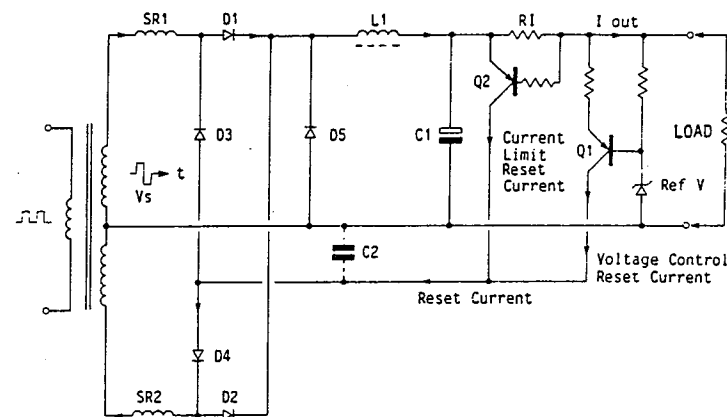 SR1
D1
L1
RI
I out
Q2
D3
D5
C1
Current
Limit
Reset
Current
Q1
LOAD
t
Vs
Ref V
C2
Voltage Control
Reset Current
Reset Current
D4
SR2
D2